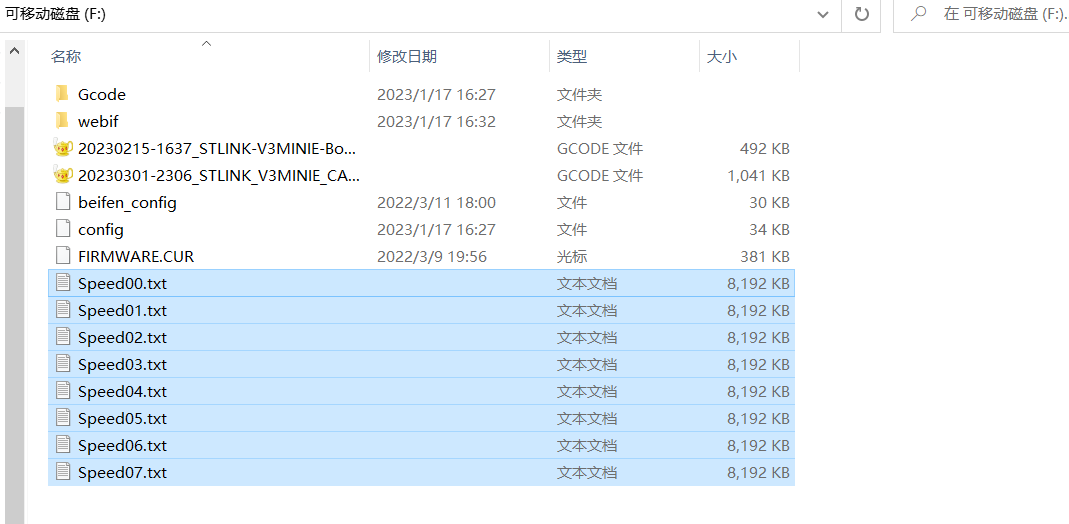 可移动磁盘 (F:)
在 可移动磁盘 (F:).
名称 修改日期 类型 大小
Gcode 2023/1/17 16:27 文件夹
webif 2023/1/17 16:32 文件夹
20230215-1637_STLINK-V3MINIE-Bo... GCODE 文件 492 KB
20230301-2306_STLINK_V3MINIE_CA... GCODE 文件 1,041 KB
beifen_config 2022/3/11 18:00 文件 30 KB
config 2023/1/17 16:27 文件 34 KB
FIRMWARE.CUR 2022/3/9 19:56 光标 381 KB
Speed00.txt 文本文档 8,192 KB
Speed01.txt 文本文档 8,192 KB
Speed02.txt 文本文档 8,192 KB
Speed03.txt 文本文档 8,192 KB
Speed04.txt 文本文档 8,192 KB
Speed05.txt 文本文档 8,192 KB
Speed06.txt 文本文档 8,192 KB
Speed07.txt 文本文档 8,192 KB